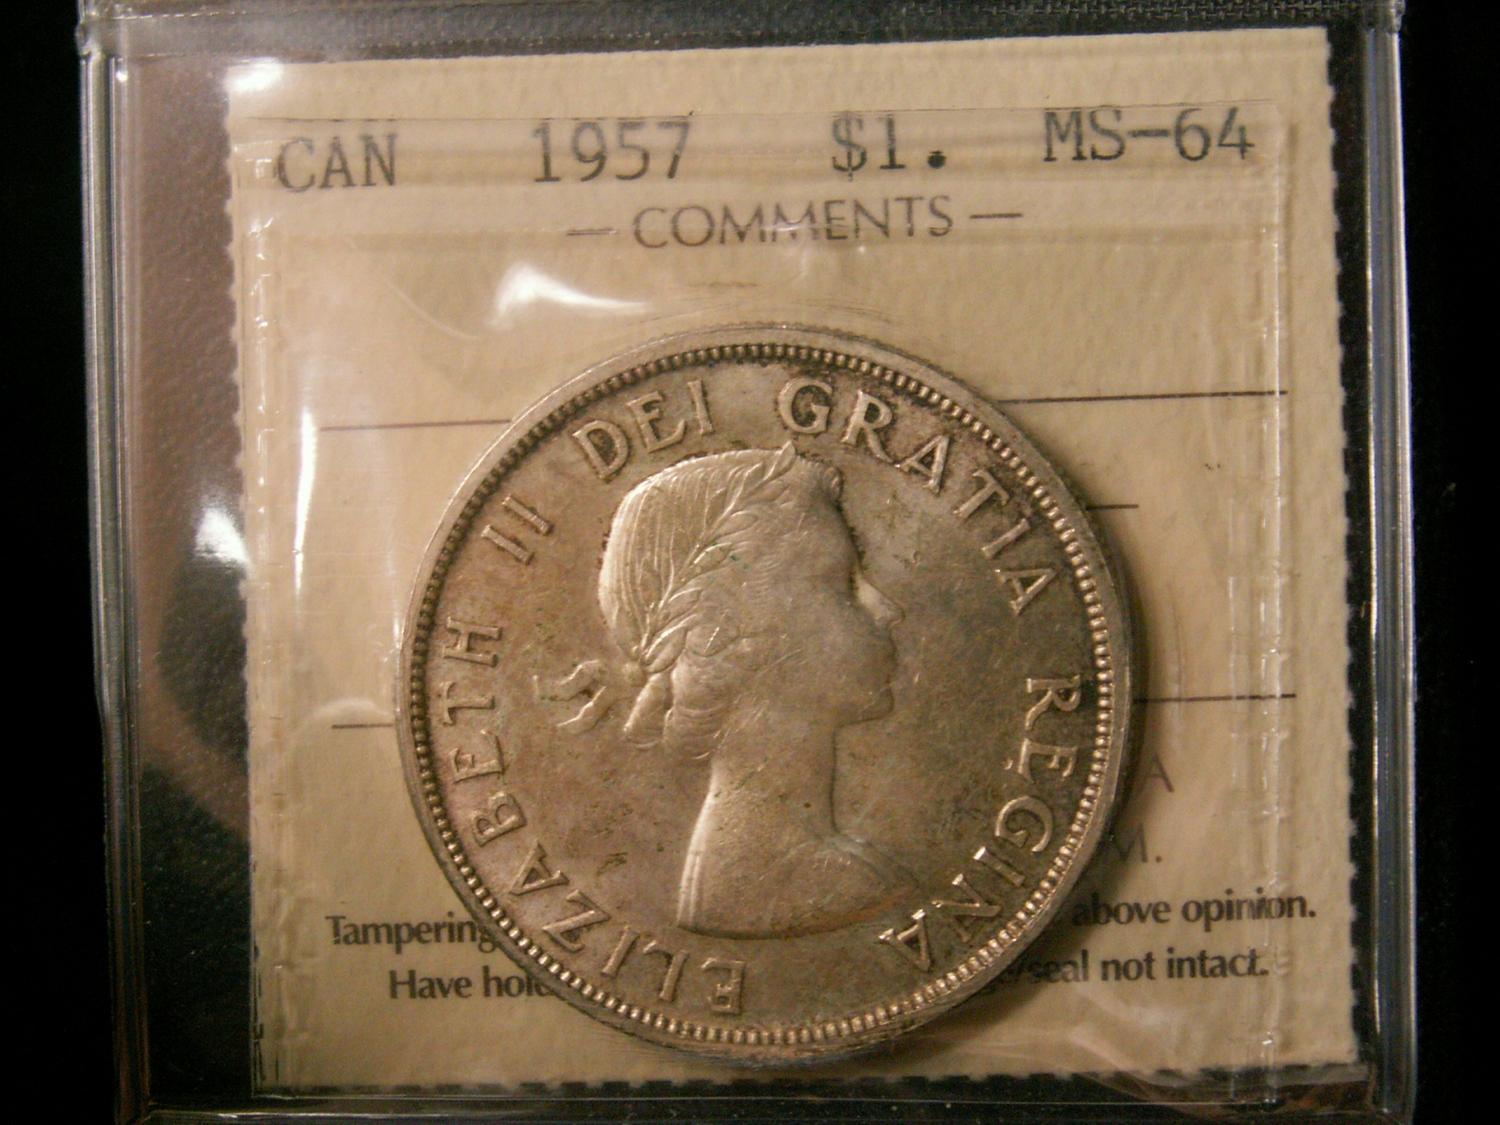 CAN 1957 $1. MS-64
— COMMENTS —
ELIZABETH II DEI GRATIA REGINA
A
M.
Tampering above opinion.
Have seal not intact.